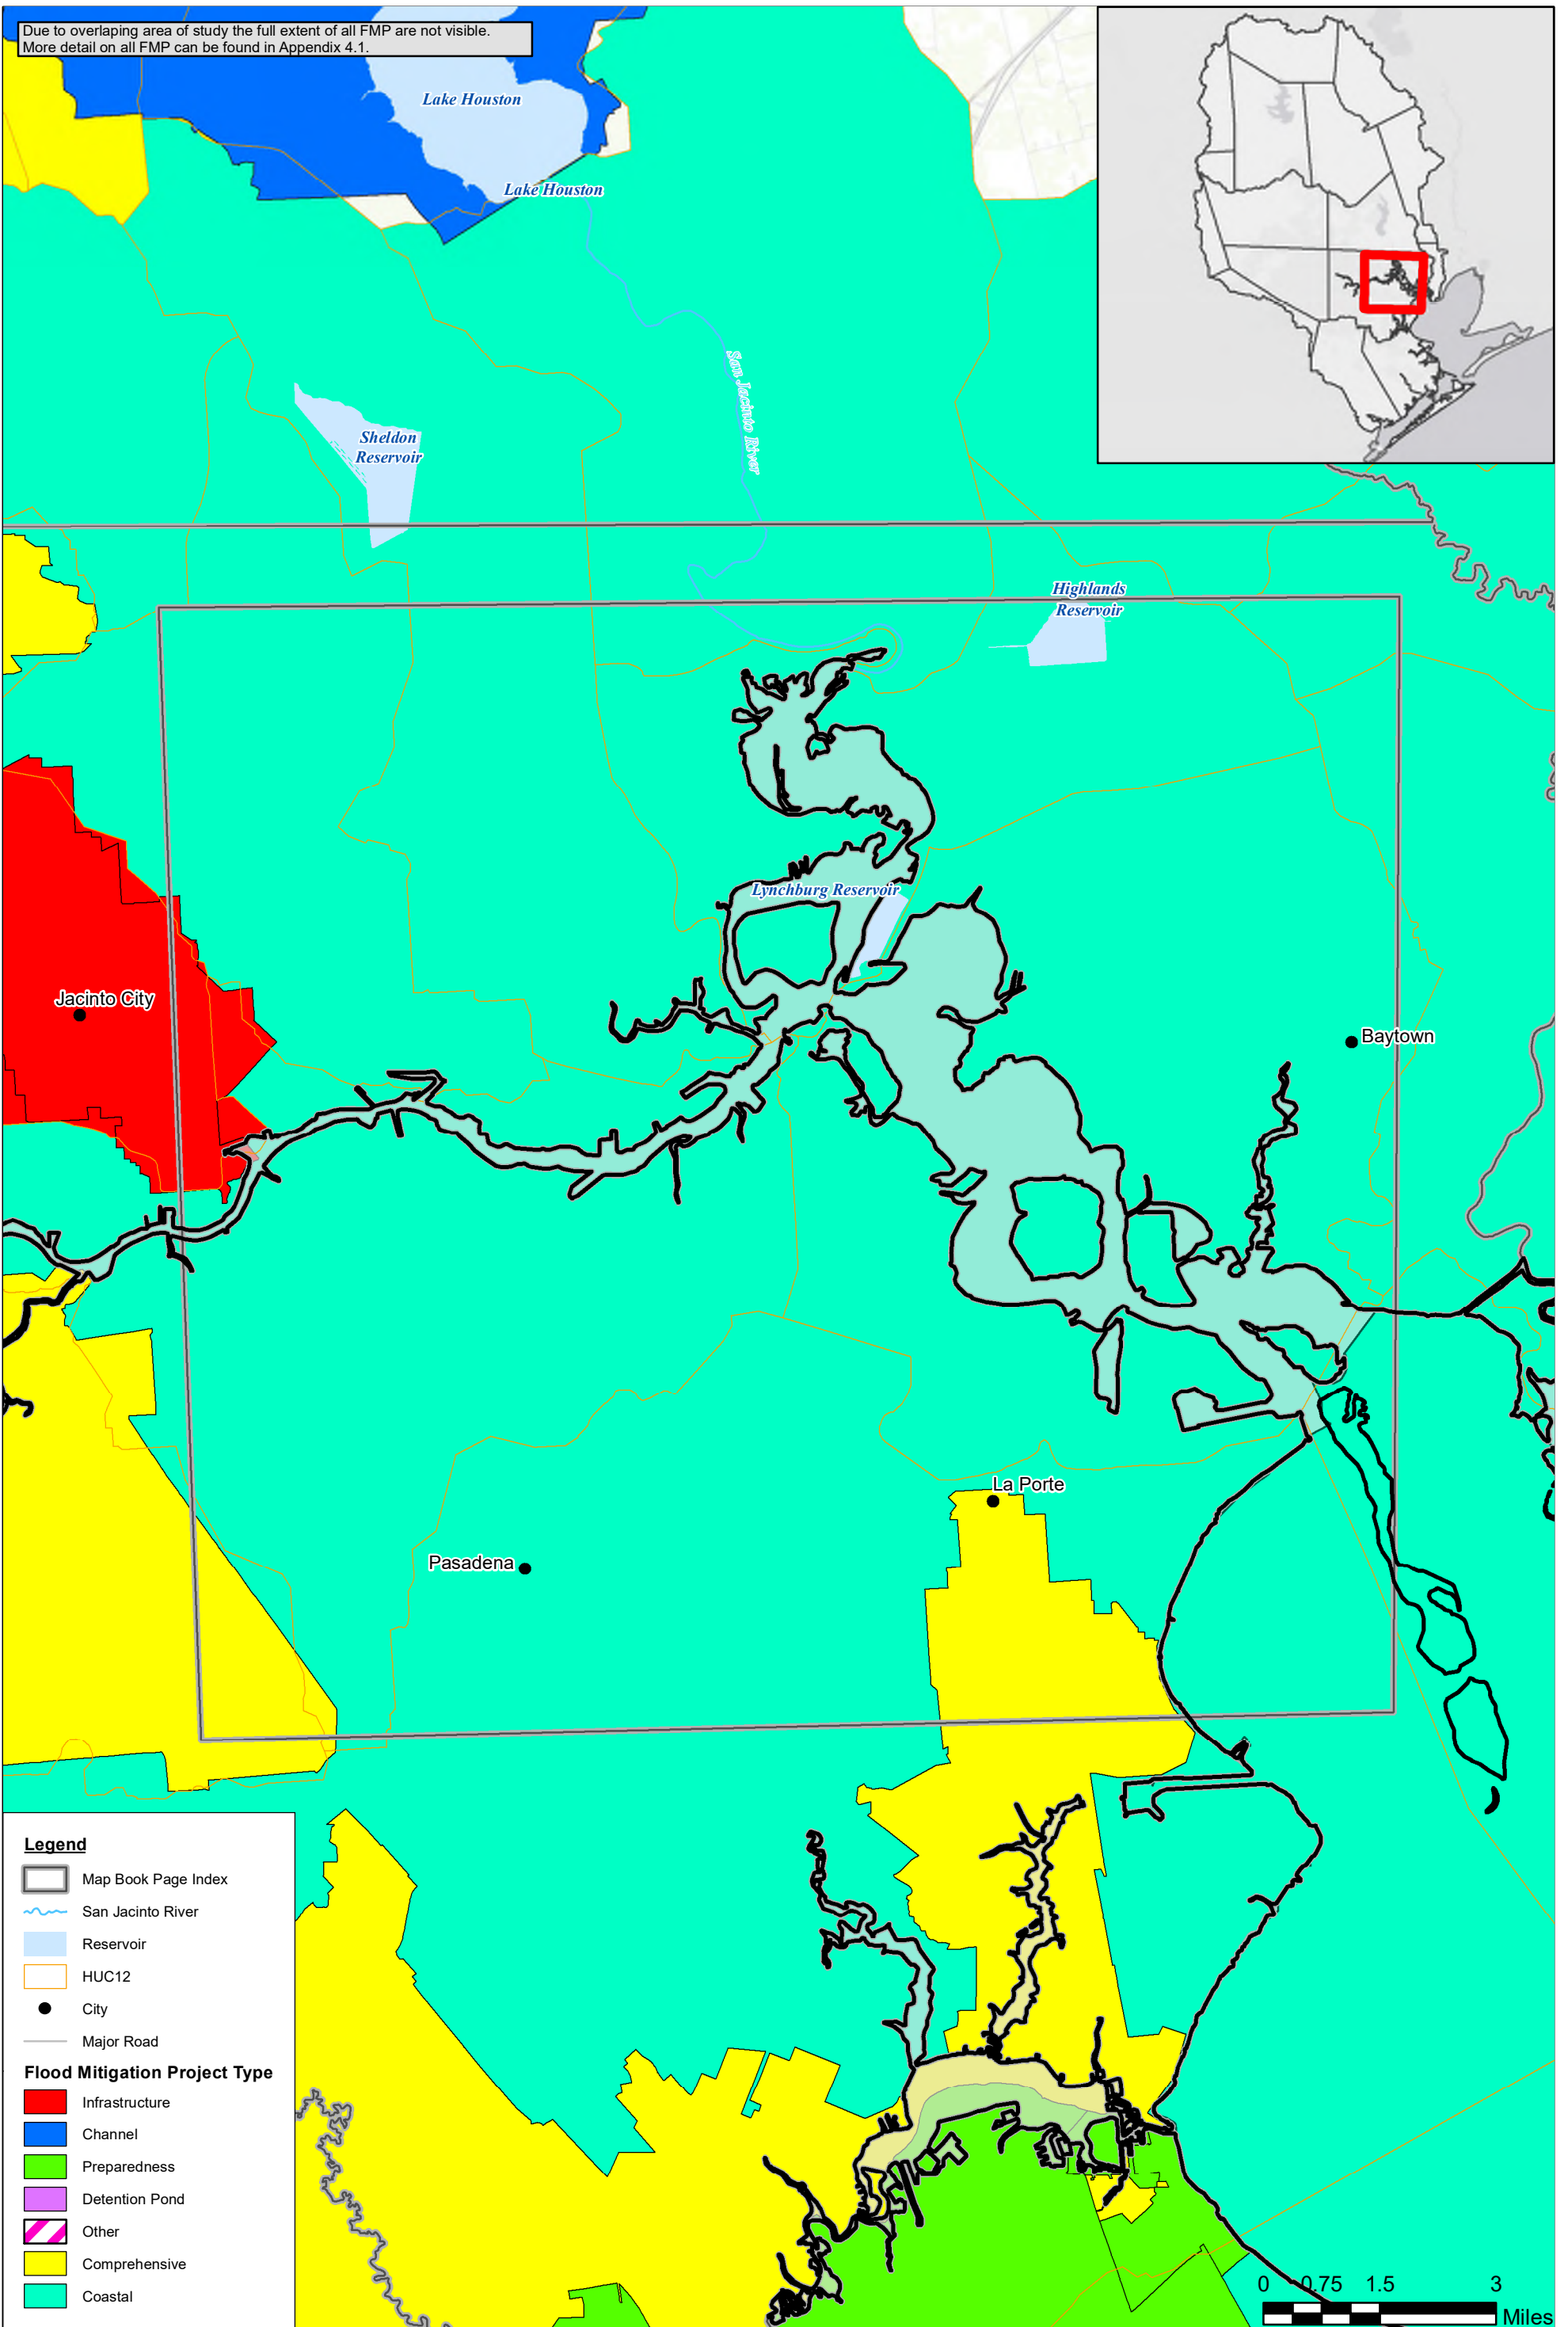 Due to overlaping area of study the full extent of all FMP are not visible.
More detail on all FMP can be found in Appendix 4.1.
Lake Houston
Lake Houston
San Jacinto River
Sheldon
Reservoir
Highlands
Reservoir
Lynchburg Reservoir
Jacinto City
Baytown
La Porte
Pasadena
Legend
Map Book Page Index
San Jacinto River
Reservoir
HUC12
City
Major Road
Flood Mitigation Project Type
Infrastructure
Channel
Preparedness
Detention Pond
Other
Comprehensive
Coastal
0 0.75 1.5 3
Miles